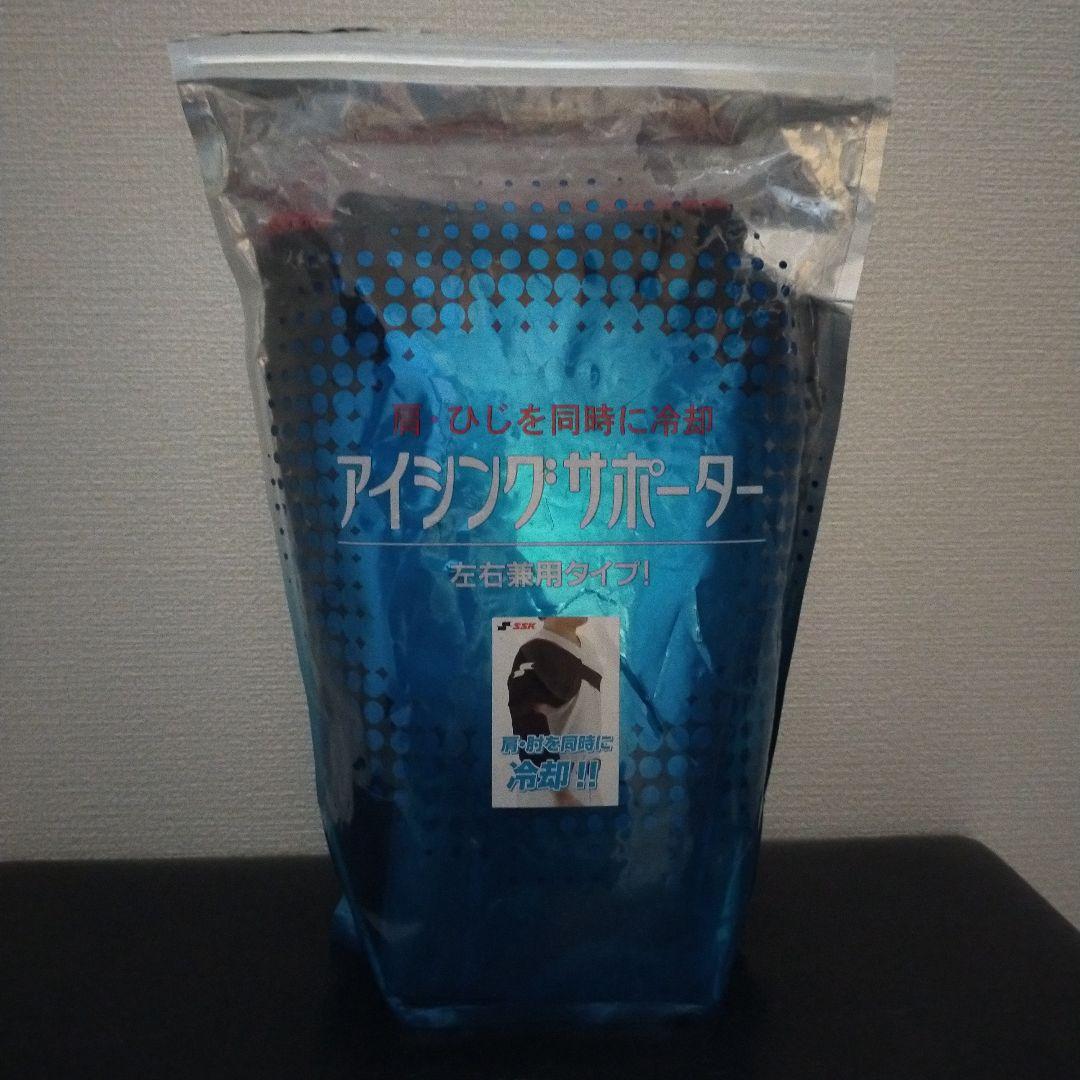 肩・ひじを同時に冷却
アイシングサポーター
左右兼用タイプ!
SSK
肩・肘を同時に
冷却!!